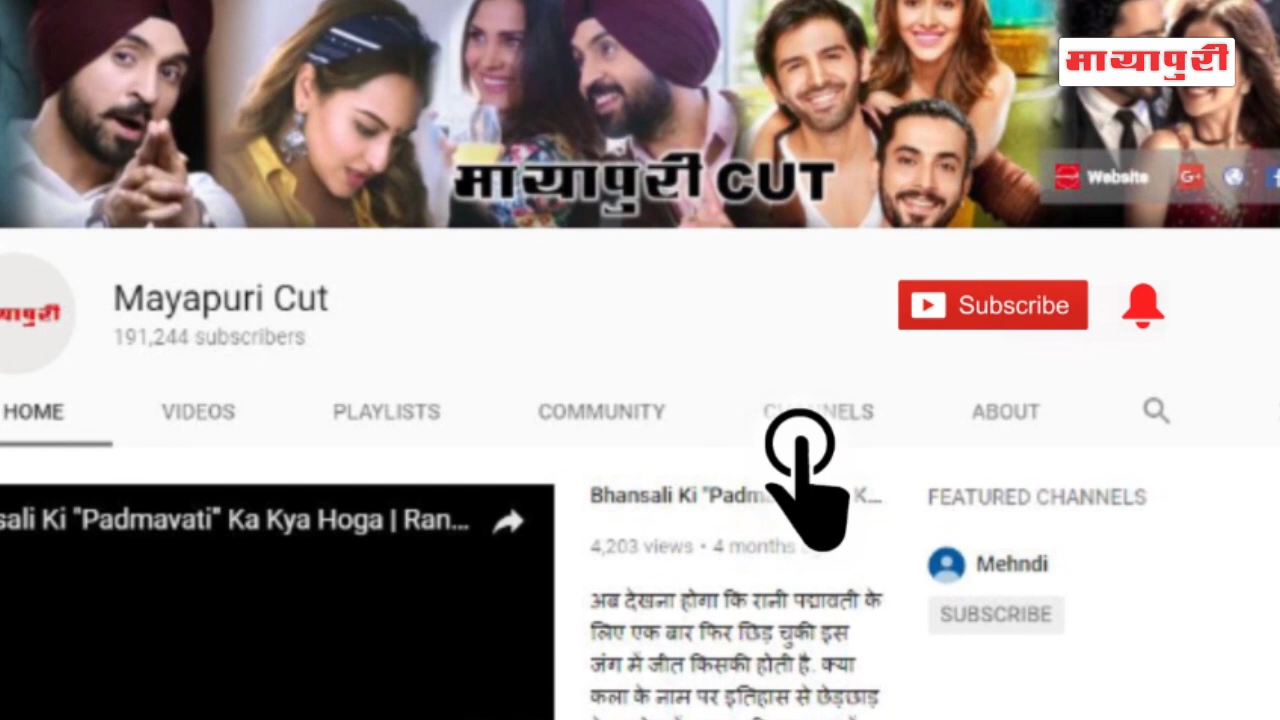 मायापुरी
मायापुरी CUT
Website
G+
Mayapuri Cut
191,244 subscribers
Subscribe
HOME VIDEOS PLAYLISTS COMMUNITY ABOUT
sali Ki "Padmavati" Ka Kya Hoga | Ran...
Bhansali Ki "Padm K...
4,203 views • 4 months
अब देखना होगा कि रानी पद्मावती के
लिए एक बार फिर छिड़ चुकी इस
जंग में जीत किसकी होती है. क्या
कला के नाम पर इतिहास से छेड़छाड़
FEATURED CHANNELS
Mehndi
SUBSCRIBE